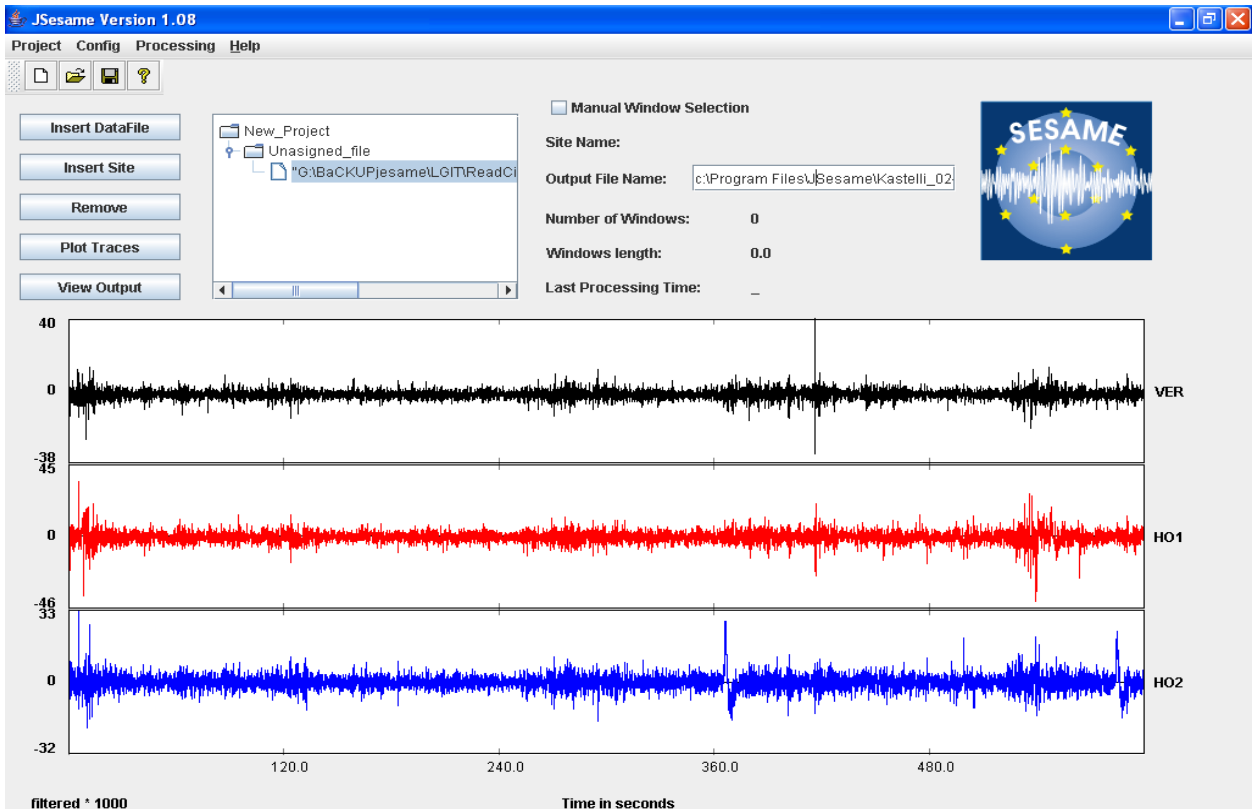 JSesame Version 1.08
Project Config Processing Help
Insert DataFile
Insert Site
Remove
Plot Traces
View Output
New_Project
Unasigned_file
"G:\BaCKUPjesame\LGIT\ReadCi
Manual Window Selection
Site Name:
Output File Name: c:\Program Files\JSesame\Kastelli_02-
Number of Windows: 0
Windows length: 0.0
Last Processing Time: _
SESAME
40
0
-38
VER
45
0
-46
HO1
33
0
-32
HO2
120.0 240.0 360.0 480.0
filtered * 1000 Time in seconds